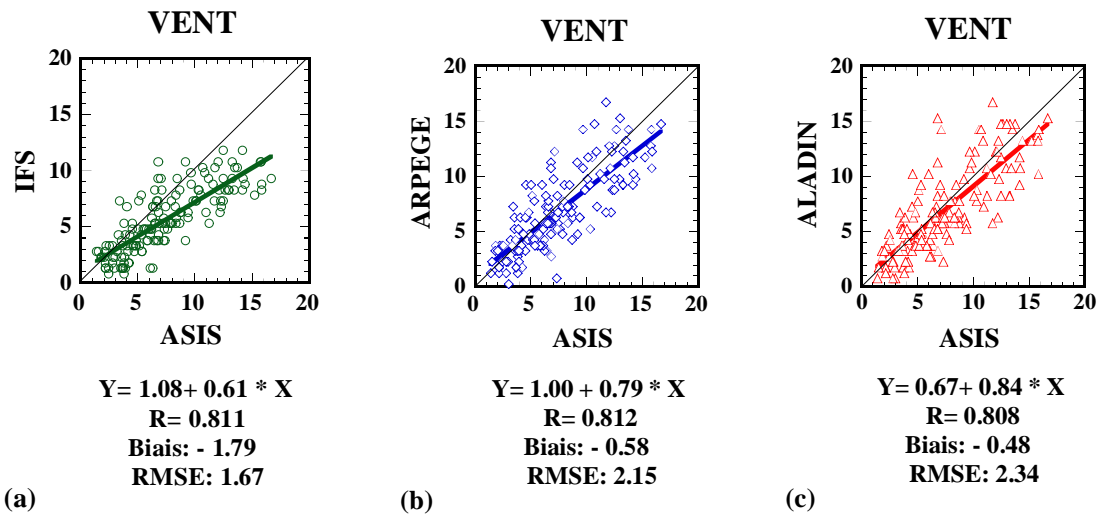 VENT
20
15
10
5
0
IFS
0
5
10
15
20
ASIS
Y= 1.08+ 0.61 * X
R= 0.811
Biais: - 1.79
RMSE: 1.67
(a)
VENT
20
15
10
5
0
ARPEGE
0
5
10
15
20
ASIS
Y= 1.00 + 0.79 * X
R= 0.812
Biais: - 0.58
RMSE: 2.15
(b)
VENT
20
15
10
5
0
ALADIN
0
5
10
15
20
ASIS
Y= 0.67+ 0.84 * X
R= 0.808
Biais: - 0.48
RMSE: 2.34
(c)